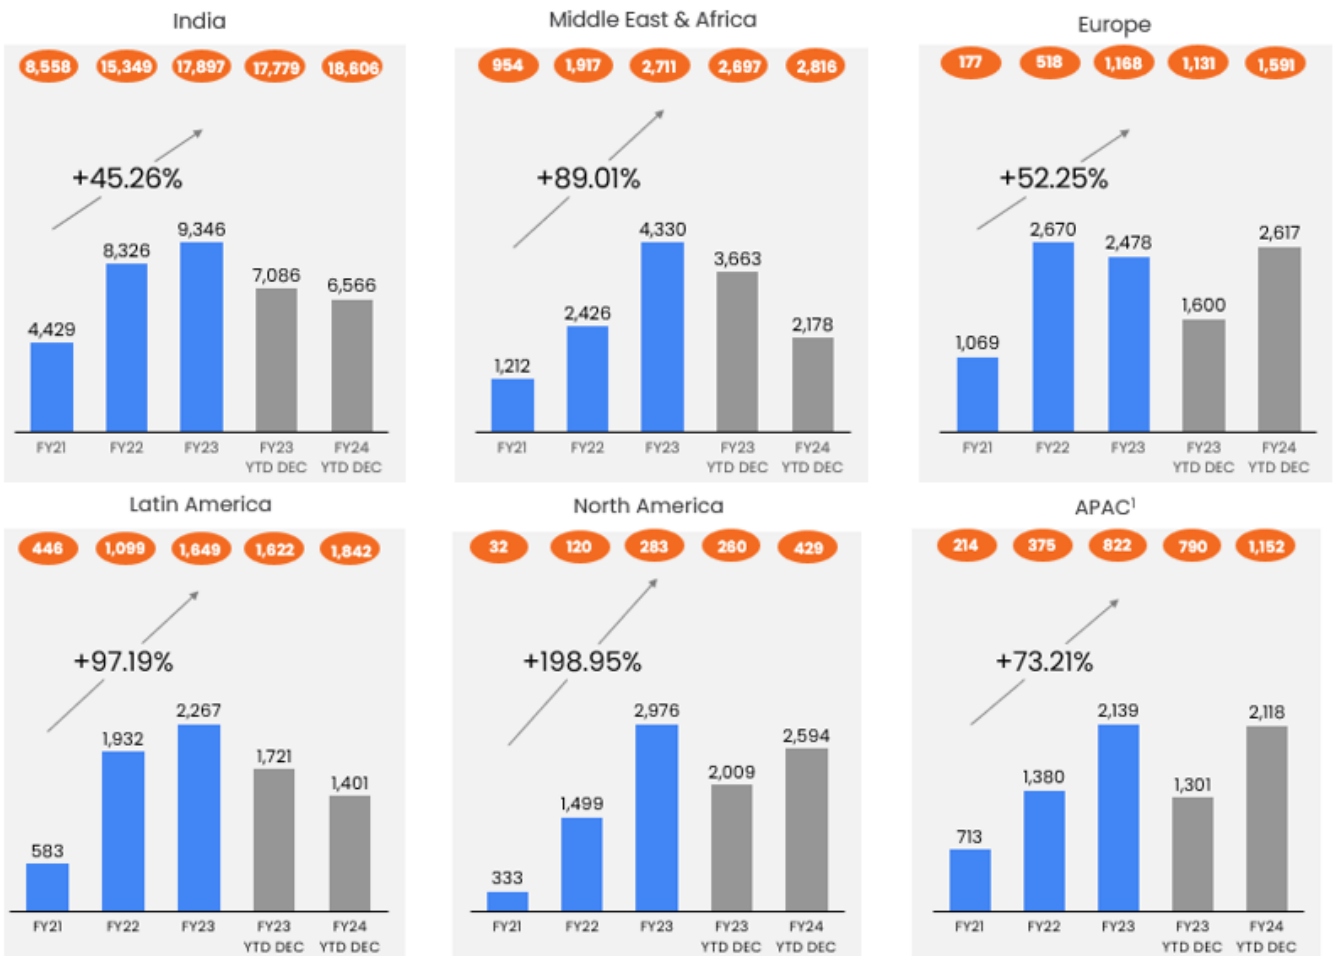 India
8,558 15,349 17,897 17,779 18,606
+45.26%
4,429 8,326 9,346 7,086 6,566
FY21 FY22 FY23 FY23 YTD DEC FY24 YTD DEC
Middle East & Africa
954 1,917 2,711 2,697 2,816
+89.01%
1,212 2,426 4,330 3,663 2,178
FY21 FY22 FY23 FY23 YTD DEC FY24 YTD DEC
Europe
177 518 1,168 1,131 1,591
+52.25%
1,069 2,670 2,478 1,600 2,617
FY21 FY22 FY23 FY23 YTD DEC FY24 YTD DEC
Latin America
446 1,099 1,649 1,622 1,842
+97.19%
583 1,932 2,267 1,721 1,401
FY21 FY22 FY23 FY23 YTD DEC FY24 YTD DEC
North America
32 120 283 260 429
+198.95%
333 1,499 2,976 2,009 2,594
FY21 FY22 FY23 FY23 YTD DEC FY24 YTD DEC
APAC¹
214 375 822 790 1,152
+73.21%
713 1,380 2,139 1,301 2,118
FY21 FY22 FY23 FY23 YTD DEC FY24 YTD DEC